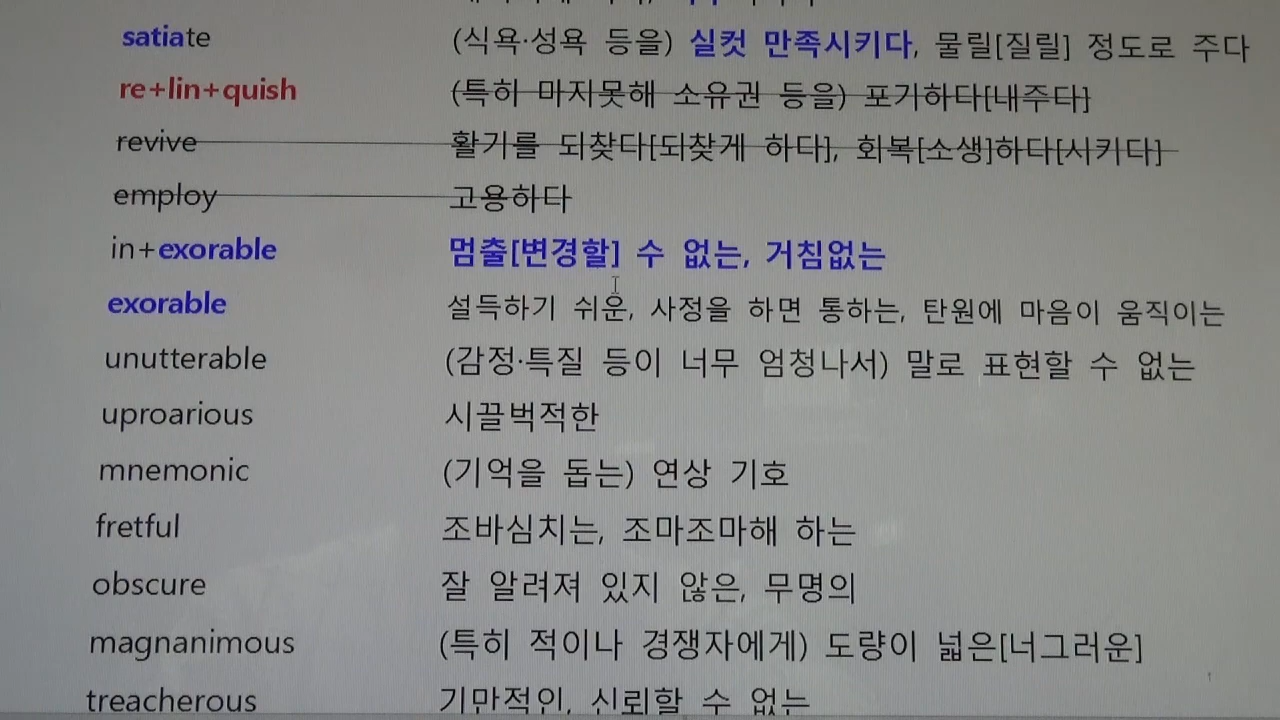 satiate (식욕·성욕 등을) 실컷 만족시키다, 물릴[질릴] 정도로 주다
re+lin+quish (특히 마지못해 소유권 등을) 포기하다[내주다]
revive 활기를 되찾다[되찾게 하다], 회복[소생]하다[시키다]
employ 고용하다
in+exorable 멈출[변경할] 수 없는, 거침없는
exorable 설득하기 쉬운, 사정을 하면 통하는, 탄원에 마음이 움직이는
unutterable (감정·특질 등이 너무 엄청나서) 말로 표현할 수 없는
uproarious 시끌벅적한
mnemonic (기억을 돕는) 연상 기호
fretful 조바심치는, 조마조마해 하는
obscure 잘 알려져 있지 않은, 무명의
magnanimous (특히 적이나 경쟁자에게) 도량이 넓은[너그러운]
treacherous 기만적인, 신뢰할 수 없는